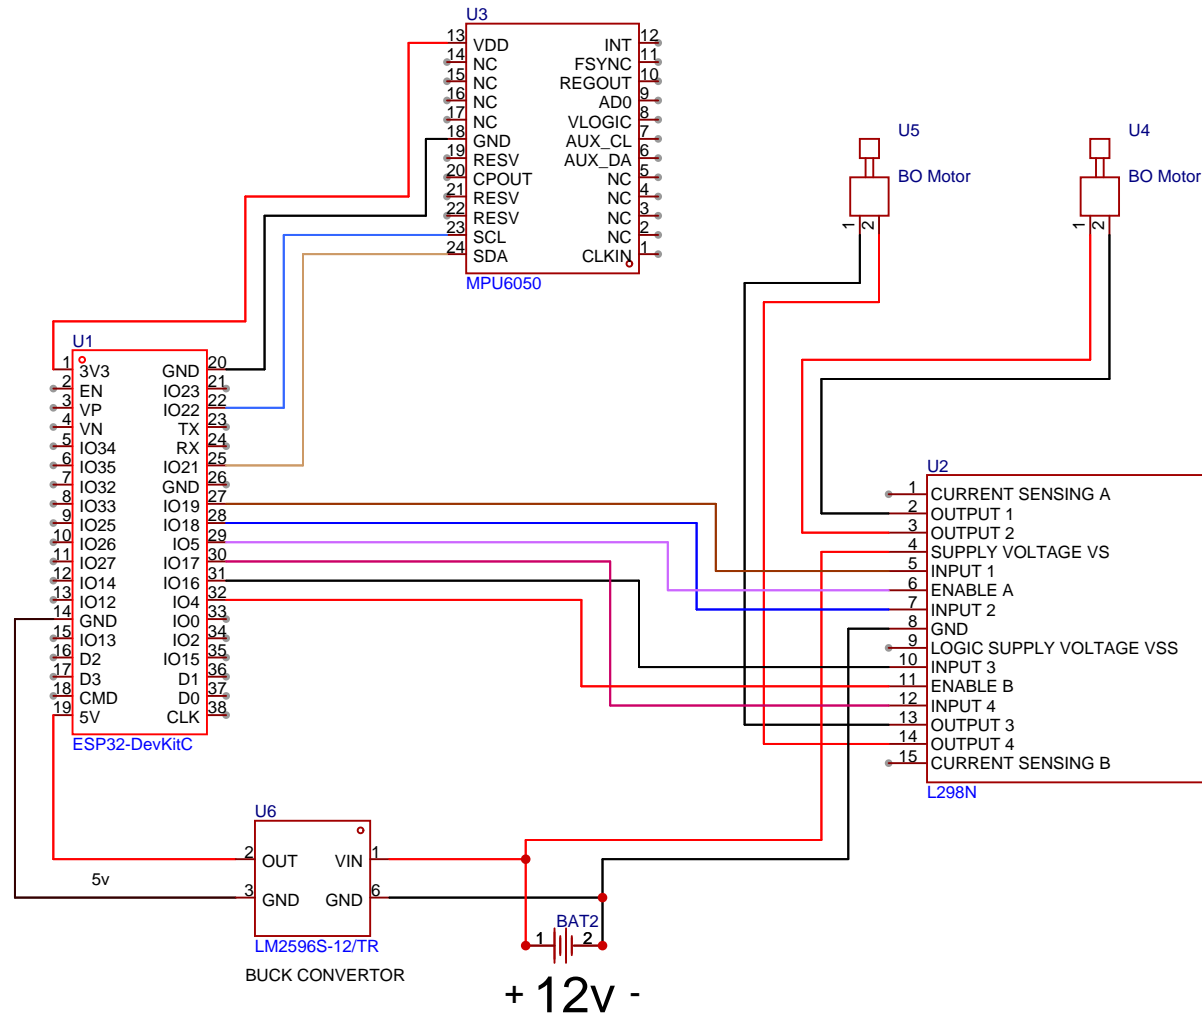 U3
13 VDD INT 12
14 NC FSYNC 11
15 NC REGOUT 10
16 NC AD0 9
17 NC VLOGIC 8
18 GND AUX_CL 7
19 RESV AUX_DA 6
20 CPOUT NC 5
21 RESV NC 4
22 RESV NC 3
23 SCL NC 2
24 SDA CLKIN 1
MPU6050
U5
BO Motor
1 2
U4
BO Motor
1 2
U1
1 3V3 GND 20
2 EN IO23 21
3 VP IO22 22
4 VN TX 23
5 IO34 RX 24
6 IO35 IO21 25
7 IO32 GND 26
8 IO33 IO19 27
9 IO25 IO18 28
10 IO26 IO5 29
11 IO27 IO17 30
12 IO14 IO16 31
13 IO12 IO4 32
14 GND IO0 33
15 IO13 IO2 34
16 D2 IO15 35
17 D3 D1 36
18 CMD D0 37
19 5V CLK 38
ESP32-DevKitC
U2
1 CURRENT SENSING A
2 OUTPUT 1
3 OUTPUT 2
4 SUPPLY VOLTAGE VS
5 INPUT 1
6 ENABLE A
7 INPUT 2
8 GND
9 LOGIC SUPPLY VOLTAGE VSS
10 INPUT 3
11 ENABLE B
12 INPUT 4
13 OUTPUT 3
14 OUTPUT 4
15 CURRENT SENSING B
L298N
U6
2 OUT VIN 1
5v
3 GND GND 6
LM2596S-12/TR
BUCK CONVERTOR
BAT2
1 2
+ 12v -